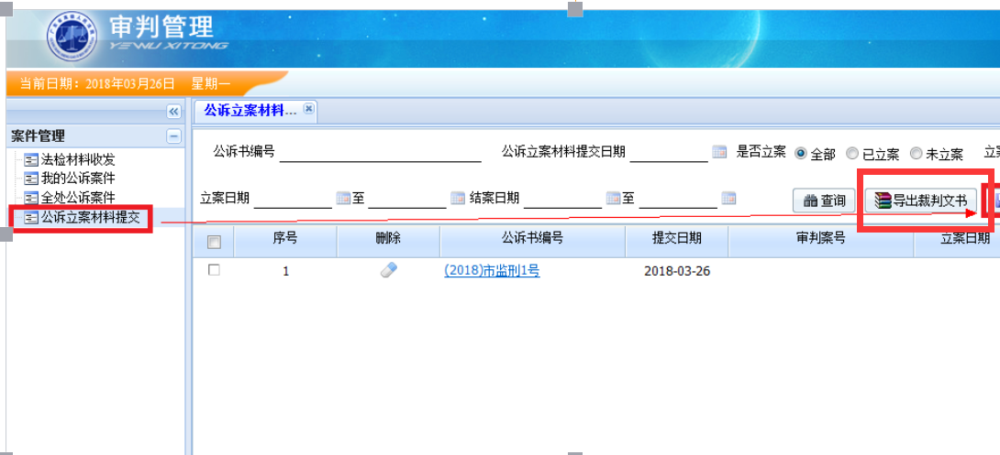 审判管理
YEWU XITONG
当前日期：2018年03月26日 星期一
公诉立案材料...
案件管理
法检材料收发
我的公诉案件
全处公诉案件
公诉立案材料提交
公诉书编号 公诉立案材料提交日期 是否立案 全部 已立案 未立案
立案日期 至 结案日期 至 查询 导出裁判文书
序号 删除 公诉书编号 提交日期 审判案号 立案日期
1 (2018)市监刑1号 2018-03-26